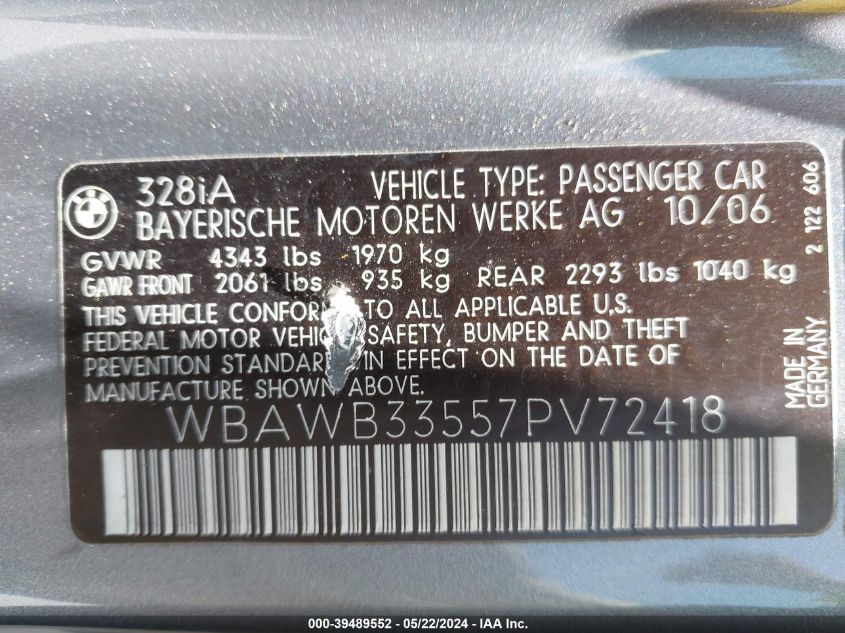 BMW
328iA VEHICLE TYPE: PASSENGER CAR
BAYERISCHE MOTOREN WERKE AG 10/06
GVWR 4343 lbs 1970 kg
GAWR FRONT 2061 lbs 935 kg REAR 2293 lbs 1040 kg
THIS VEHICLE CONFOR TO ALL APPLICABLE U.S.
FEDERAL MOTOR VEHIC SAFETY, BUMPER AND THEFT
PREVENTION STANDAR IN EFFECT ON THE DATE OF
MANUFACTURE SHOWN ABOVE.
WBAWB33557PV72418
MADE IN
GERMANY
2 122 606
000-39489552 - 05/22/2024 - IAA Inc.